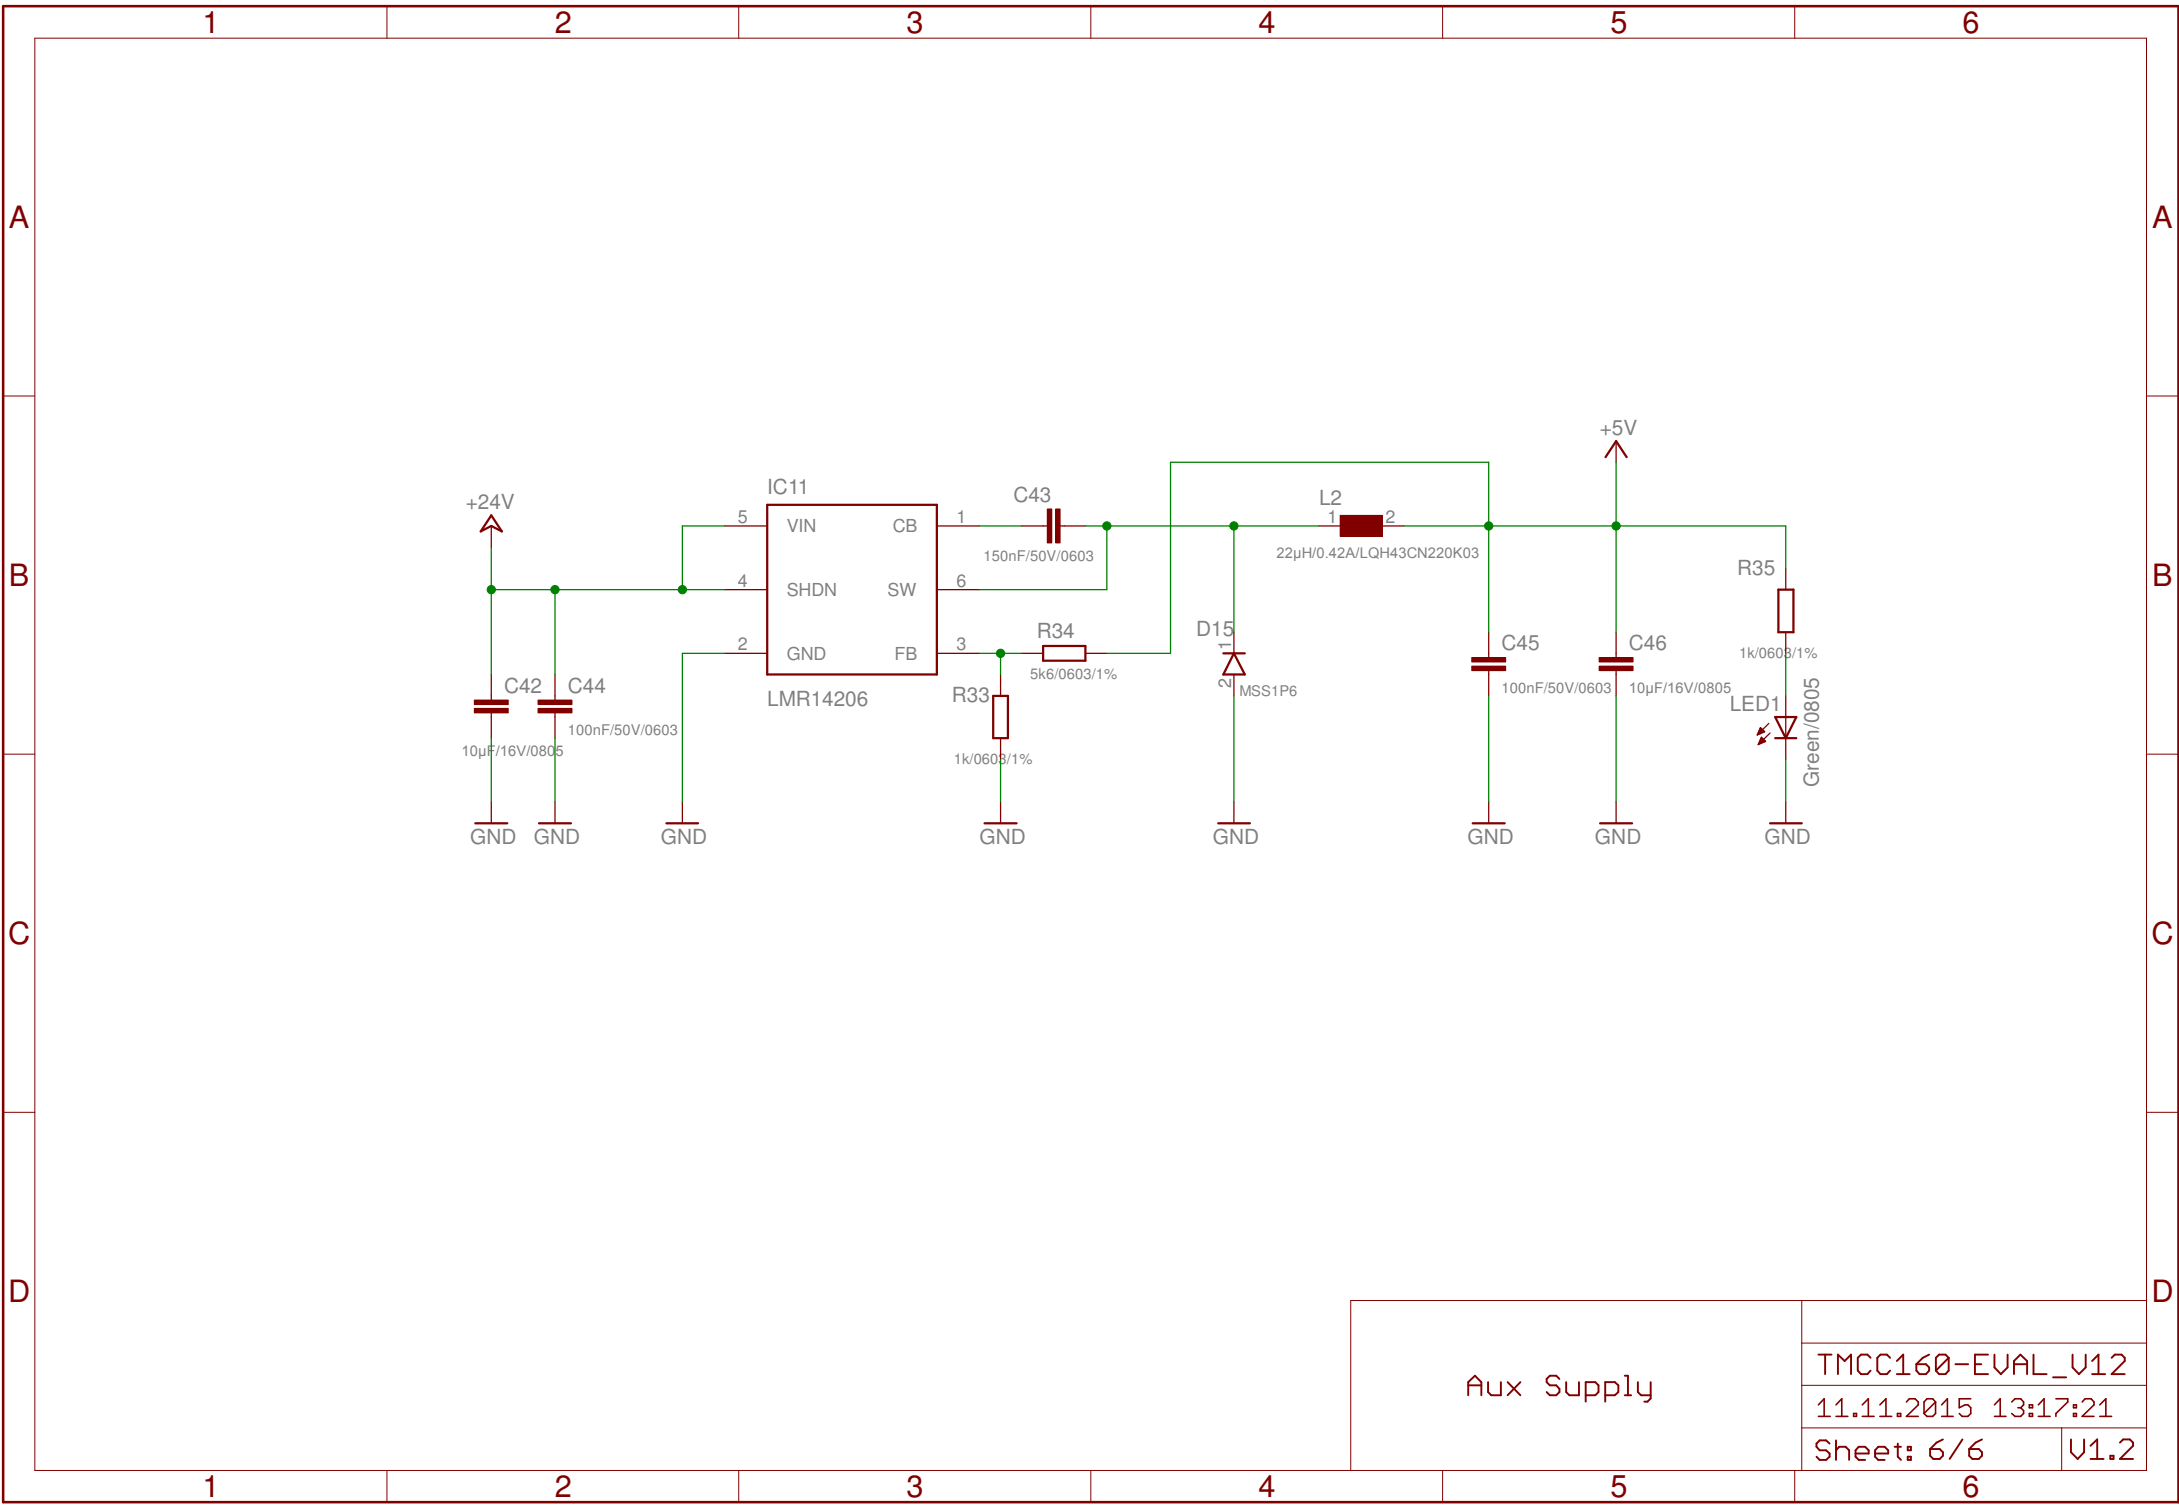 1 2 3 4 5 6
A A
+5V
+24V
IC11
C43
L2
5 VIN CB 1
1 2
150nF/50V/0603
22µH/0.42A/LQH43CN220K03
B B
4 SHDN SW 6
R35
D15
1
2
MSS1P6
R34
2 GND FB 3
5k6/0603/1%
C45
100nF/50V/0603
C46
10µF/16V/0805
1k/0603/1%
C42
10µF/16V/0805
C44
100nF/50V/0603
LMR14206
R33
1k/0603/1%
LED1
Green/0805
GND GND GND GND GND GND GND GND
C C
D D
Aux Supply
TMCC160-EVAL_V12
11.11.2015 13:17:21
Sheet: 6/6 V1.2
1 2 3 4 5 6